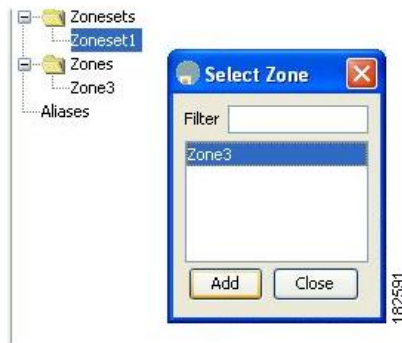 Zonesets
Zoneset1
Zones
Zone3
Aliases
Select Zone
Filter
Zone3
Add
Close
182591